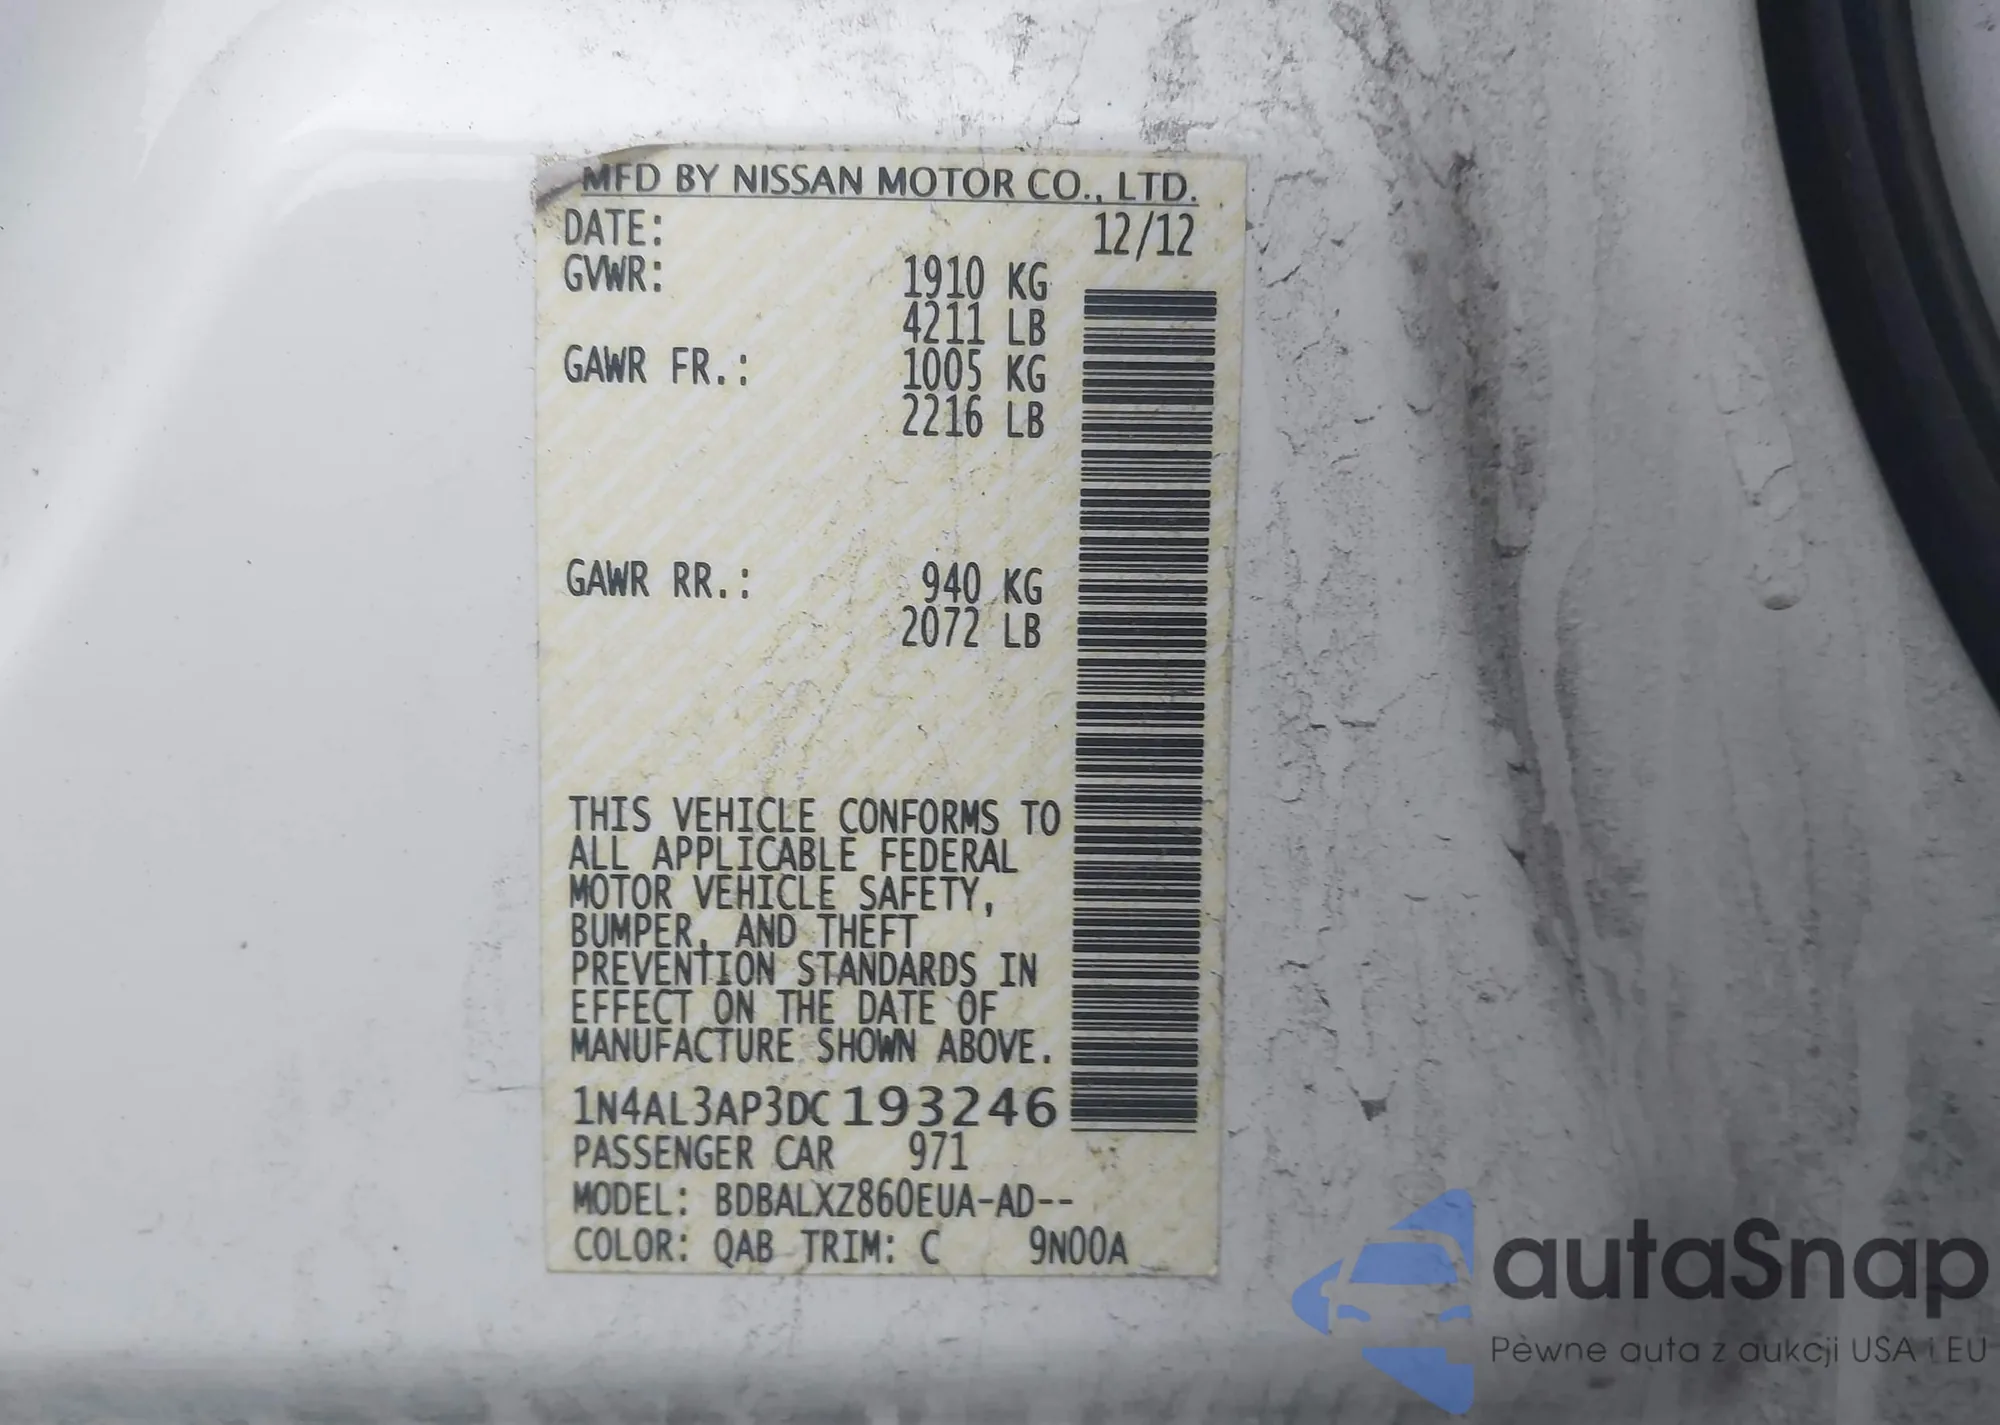 MFD BY NISSAN MOTOR CO., LTD.
DATE: 12/12
GVWR: 1910 KG
4211 LB
GAWR FR.: 1005 KG
2216 LB
GAWR RR.: 940 KG
2072 LB
THIS VEHICLE CONFORMS TO
ALL APPLICABLE FEDERAL
MOTOR VEHICLE SAFETY,
BUMPER, AND THEFT
PREVENTION STANDARDS IN
EFFECT ON THE DATE OF
MANUFACTURE SHOWN ABOVE.
1N4AL3AP3DC193246
PASSENGER CAR 971
MODEL: BDBALXZ860EUA-AD--
COLOR: QAB TRIM: C 9N00A
autaSnap
Pewne auta z aukcji USA i EU